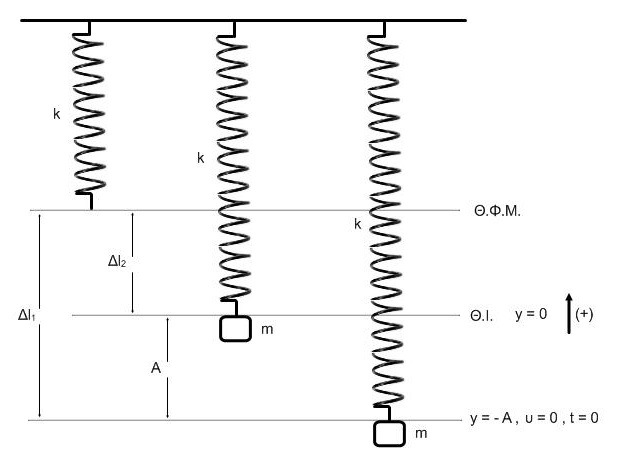 k
k
k
Θ.Φ.Μ.
Δl₂
Δl₁
Θ.Ι. y = 0 (+)
m
A
y = - A , υ = 0 , t = 0
m